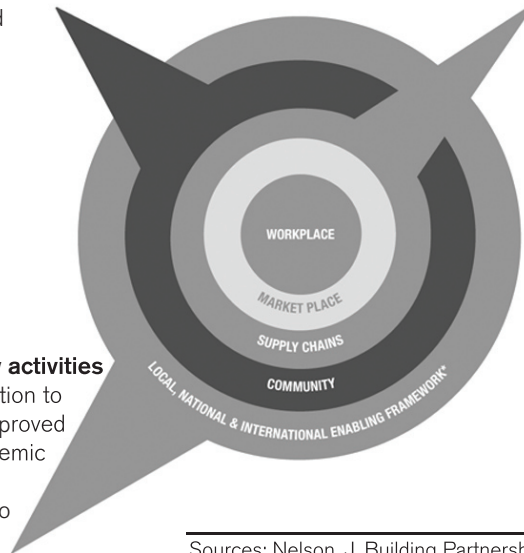 d
WORKPLACE
MARKET PLACE
SUPPLY CHAINS
COMMUNITY
LOCAL, NATIONAL & INTERNATIONAL ENABLING FRAMEWORK*
activities
tion to
proved
demic
o
Sources: Nelson, J. Building Partnersh